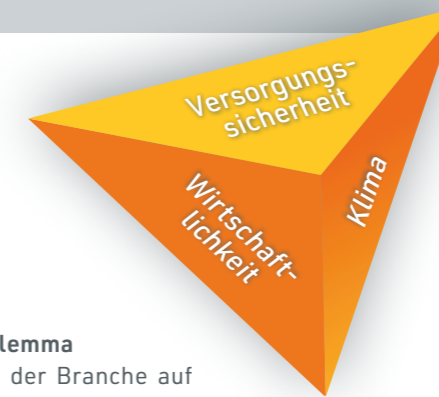 Versorgungs-
sicherheit
Wirtschaft-
lichkeit
Klima
lemma
der Branche auf